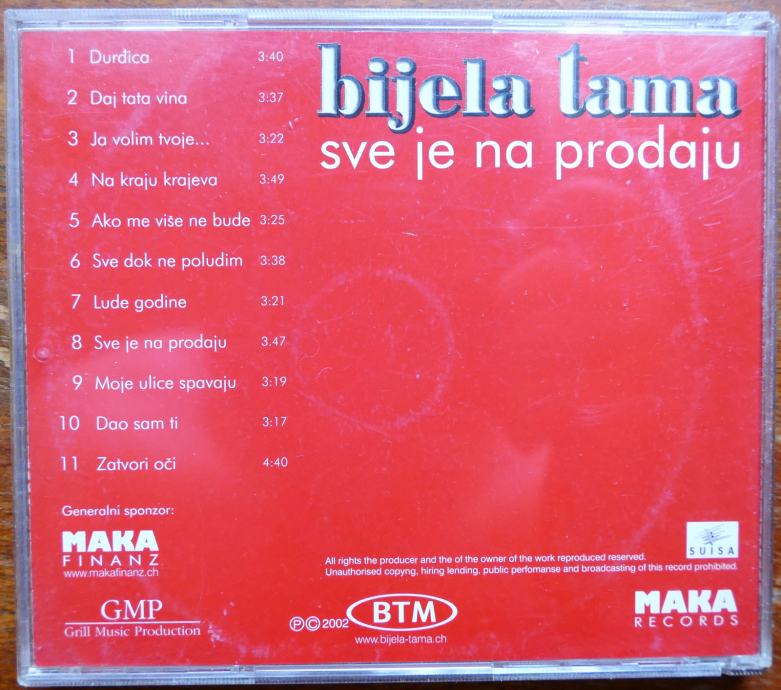 1 Durdica 3:40
2 Daj tata vina 3:37
3 Ja volim tvoje... 3:22
4 Na kraju krajeva 3:49
5 Ako me više ne bude 3:25
6 Sve dok ne poludim 3:38
7 Lude godine 3:21
8 Sve je na prodaju 3.47
9 Moje ulice spavaju 3:19
10 Dao sam ti 3:17
11 Zatvori oči 4:40
bijela tama
sve je na prodaju
Generalni sponzor:
MAKA
FINANZ
www.makafinanz.ch
GMP
Grill Music Production
All rights the producer and the of the owner of the work reproduced reserved.
Unauthorised copyng, hiring lending, public perfomanse and broadcasting of this record prohibited.
℗© 2002 BTM
www.bijela-tama.ch
SUISA
MAKA
RECORDS